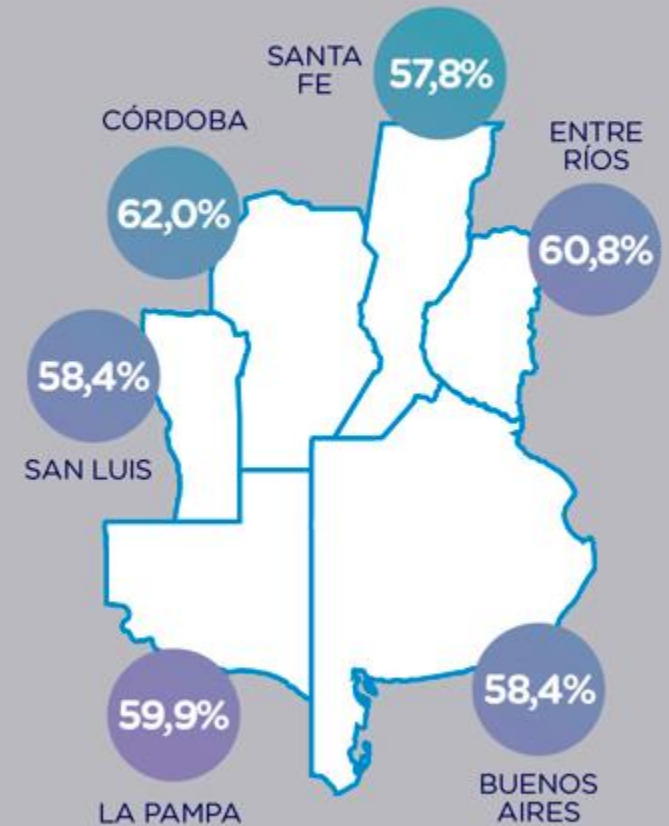 SANTA
FE
57,8%
CÓRDOBA
62,0%
ENTRE
RÍOS
60,8%
58,4%
SAN LUIS
59,9%
LA PAMPA
58,4%
BUENOS
AIRES